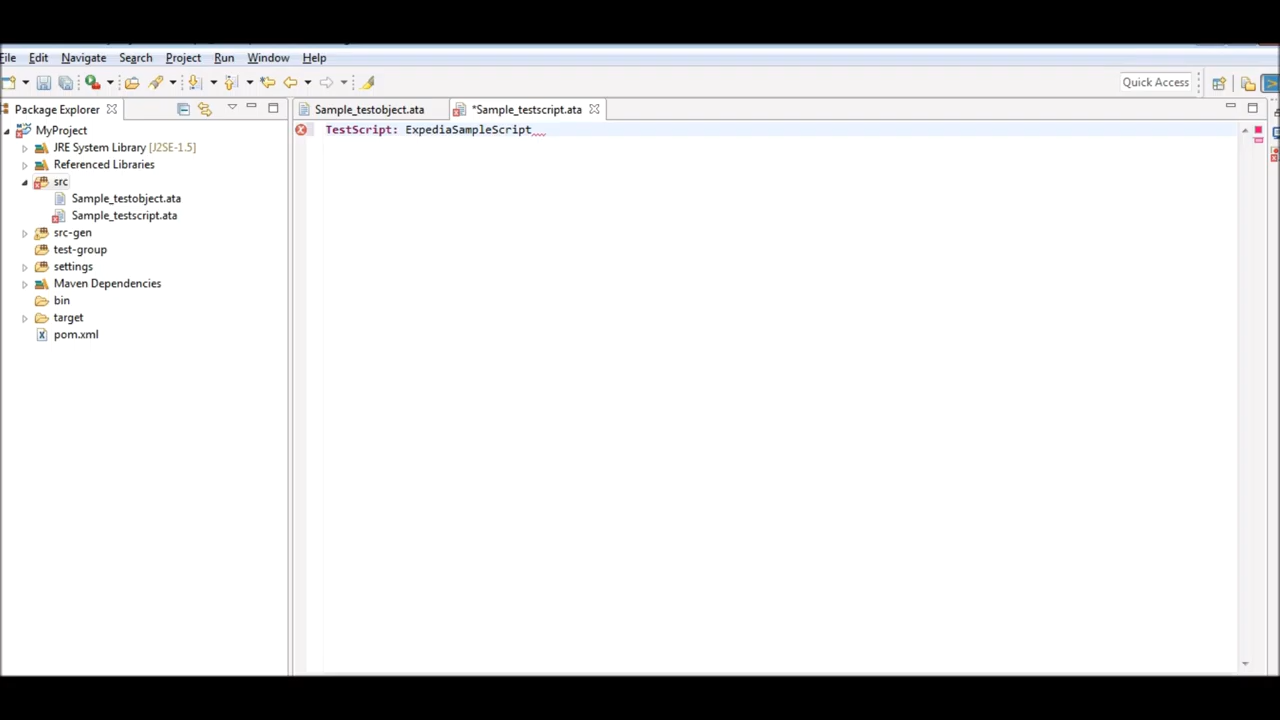 File Edit Navigate Search Project Run Window Help
Quick Access
Package Explorer
Sample_testobject.ata
*Sample_testscript.ata
MyProject
TestScript: ExpediaSampleScript
JRE System Library [J2SE-1.5]
Referenced Libraries
src
Sample_testobject.ata
Sample_testscript.ata
src-gen
test-group
settings
Maven Dependencies
bin
target
pom.xml